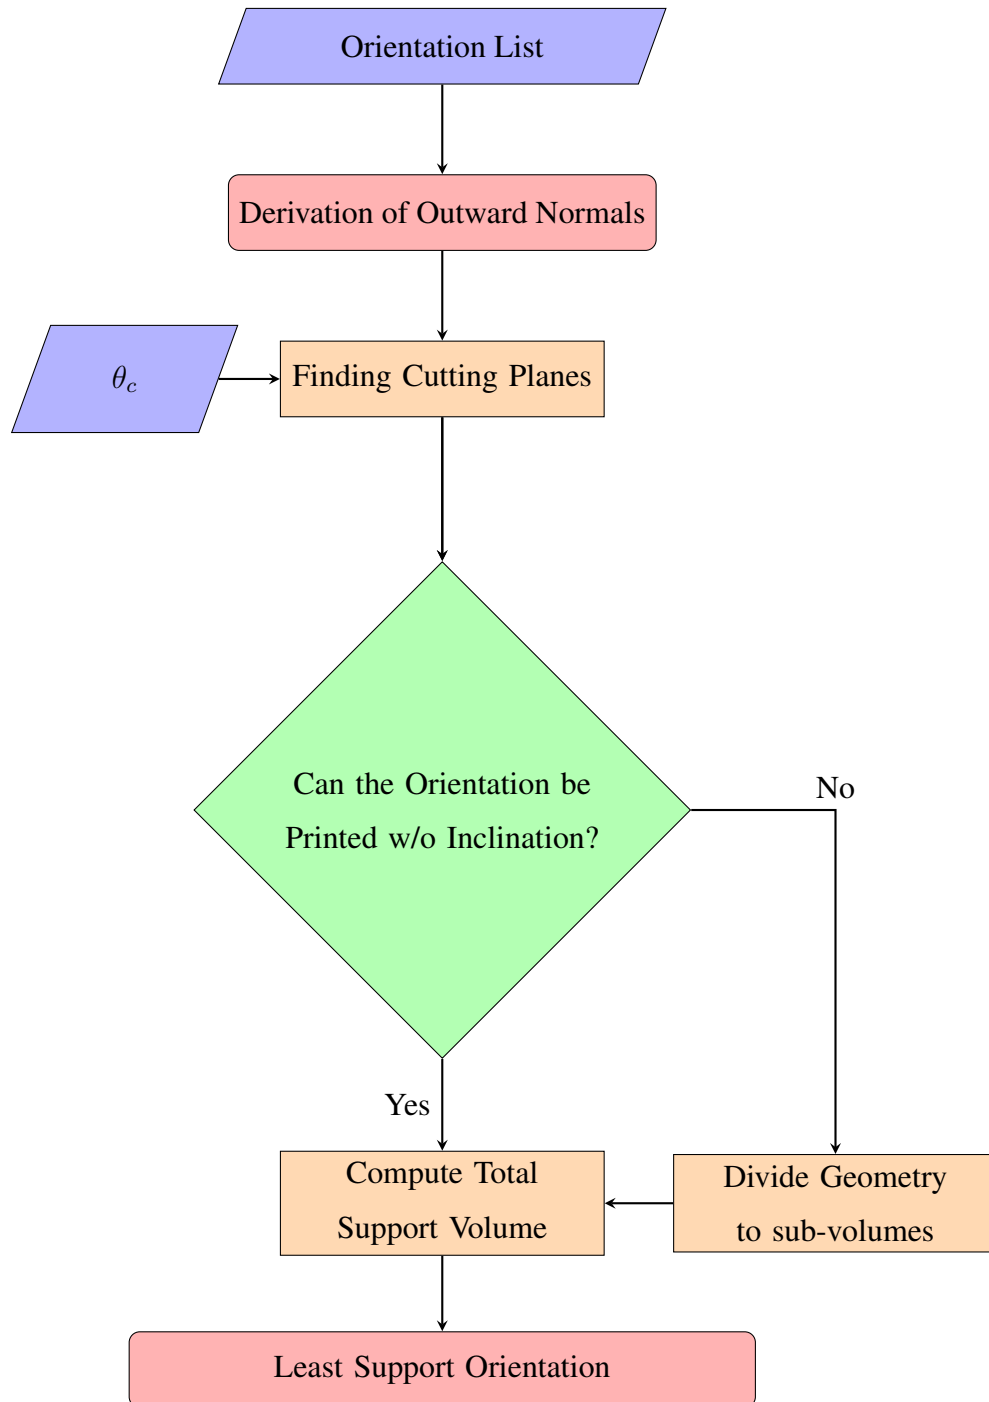 Orientation List
Derivation of Outward Normals
θc
Finding Cutting Planes
Can the Orientation be
Printed w/o Inclination?
No
Yes
Compute Total
Support Volume
Divide Geometry
to sub-volumes
Least Support Orientation